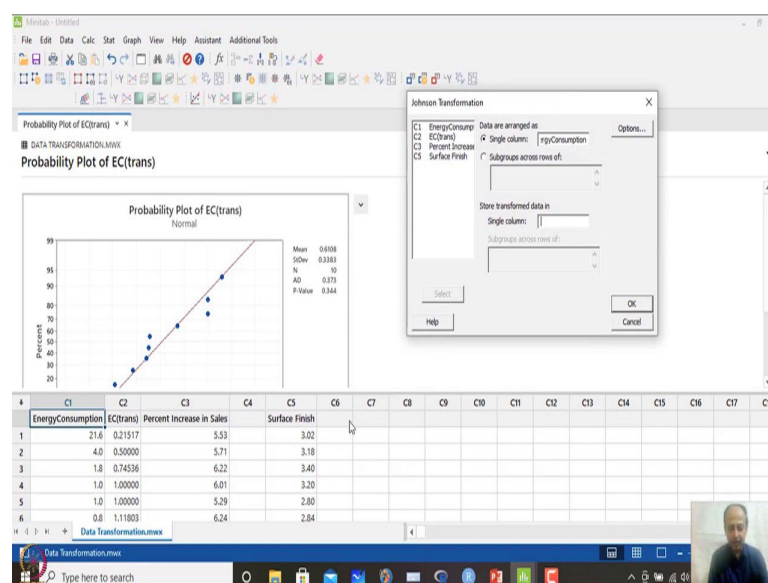 Minitab - Untitled
File Edit Data Calc Stat Graph View Help Assistant Additional Tools
Probability Plot of EC(trans)
DATA TRANSFORMATION.MWX
Probability Plot of EC(trans)
Probability Plot of EC(trans)
Normal
Mean 0.6108
StDev 0.3383
N 10
AD 0.373
P-Value 0.344
Percent
99
95
90
80
70
60
50
40
30
20
Johnson Transformation
C1 EnergyConsump
C2 EC(trans)
C3 Percent Increase
C5 Surface Finish
Data are arranged as
Single column: rgyConsumption
Options...
Subgroups across rows of:
Store transformed data in
Single column:
Subgroups across rows of:
Select
OK
Help
Cancel
C1 C2 C3 C4 C5 C6 C7 C8 C9 C10 C11 C12 C13 C14 C15 C16 C17
EnergyConsumption EC(trans) Percent Increase in Sales Surface Finish
1 21.6 0.21517 5.53 3.02
2 4.0 0.50000 5.71 3.18
3 1.8 0.74536 6.22 3.40
4 1.0 1.00000 6.01 3.20
5 1.0 1.00000 5.29 2.80
6 0.8 1.11803 6.24 2.84
Data Transformation.mwx
Data Transformation.mwx
Type here to search